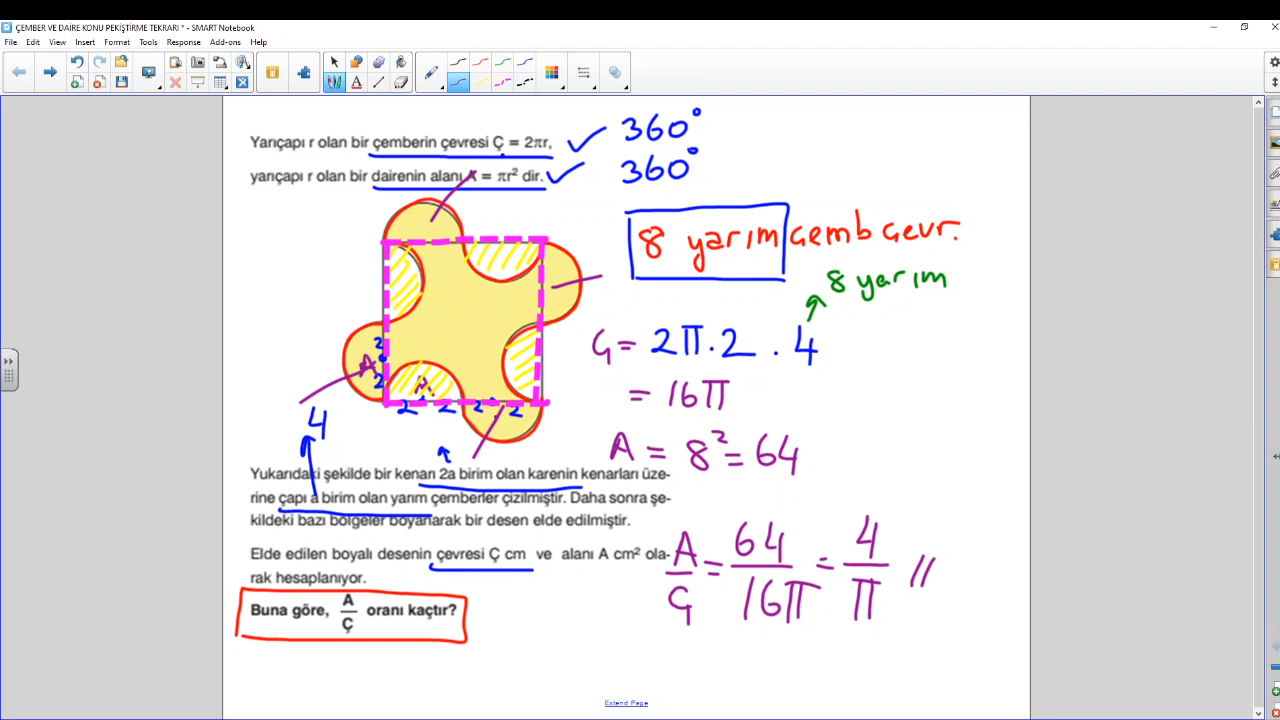 ÇEMBER VE DAİRE KONU PEKİŞTİRME TEKRARI * - SMART Notebook
File Edit View Insert Format Tools Response Add-ons Help
Yarıçapı r olan bir çemberin çevresi Ç = 2πr,
360°
yarıçapı r olan bir dairenin alanı A = πr² dir.
360°
8 yarım Çemb Çevr.
8 yarım
Ç = 2π.2 . 4
= 16π
A = 8² = 64
2
A
2
A
2 2 2 2
4
Yukarıdaki şekilde bir kenarı 2a birim olan karenin kenarları üze-
rine çapı a birim olan yarım çemberler çizilmiştir. Daha sonra şe-
kildeki bazı bölgeler boyanarak bir desen elde edilmiştir.
Elde edilen boyalı desenin çevresi Ç cm ve alanı A cm² ola-
rak hesaplanıyor.
Buna göre, A/Ç oranı kaçtır?
A/Ç = 64/16π = 4/π //
Extend Page